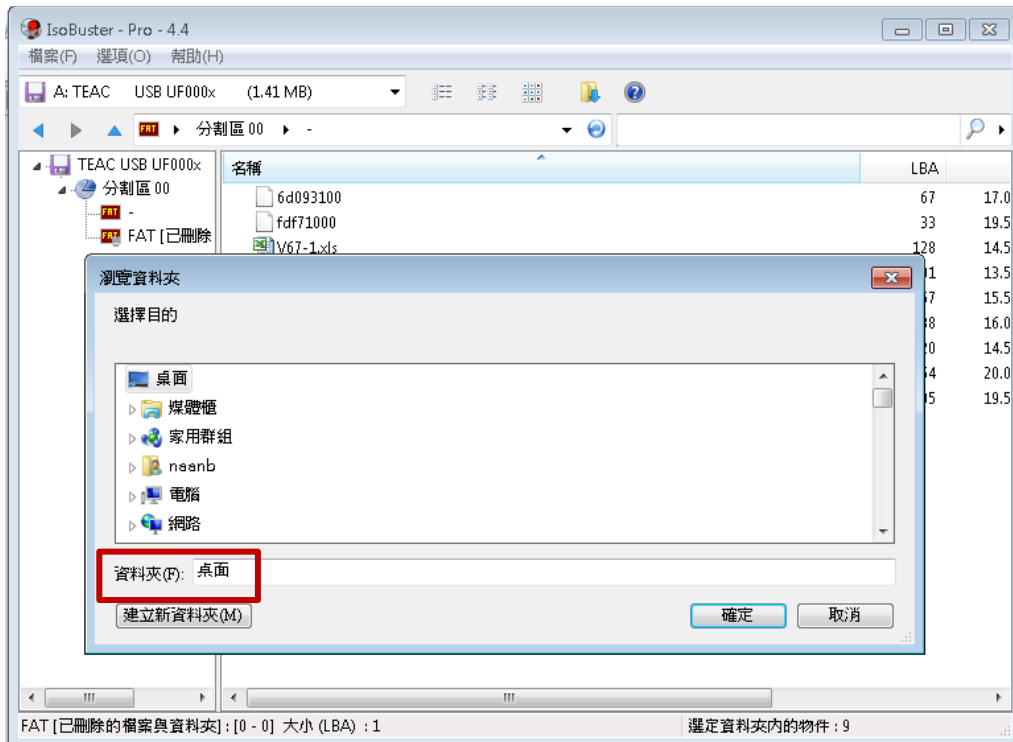 IsoBuster - Pro - 4.4
檔案(F) 選項(O) 幫助(H)
A: TEAC USB UF000x (1.41 MB)
FAT 分割區 00 -
TEAC USB UF000x
分割區 00
FAT -
FAT FAT [已刪除
名稱 LBA
6d093100 67 17.0
fdf71000 33 19.5
V67-1.xls 128 14.5
13.5
15.5
16.0
14.5
20.0
19.5
瀏覽資料夾
選擇目的
桌面
媒體櫃
家用群組
naanb
電腦
網路
資料夾(F): 桌面
建立新資料夾(M) 確定 取消
FAT [已刪除的檔案與資料夾] : [0 - 0] 大小 (LBA) : 1 選定資料夾內的物件 : 9